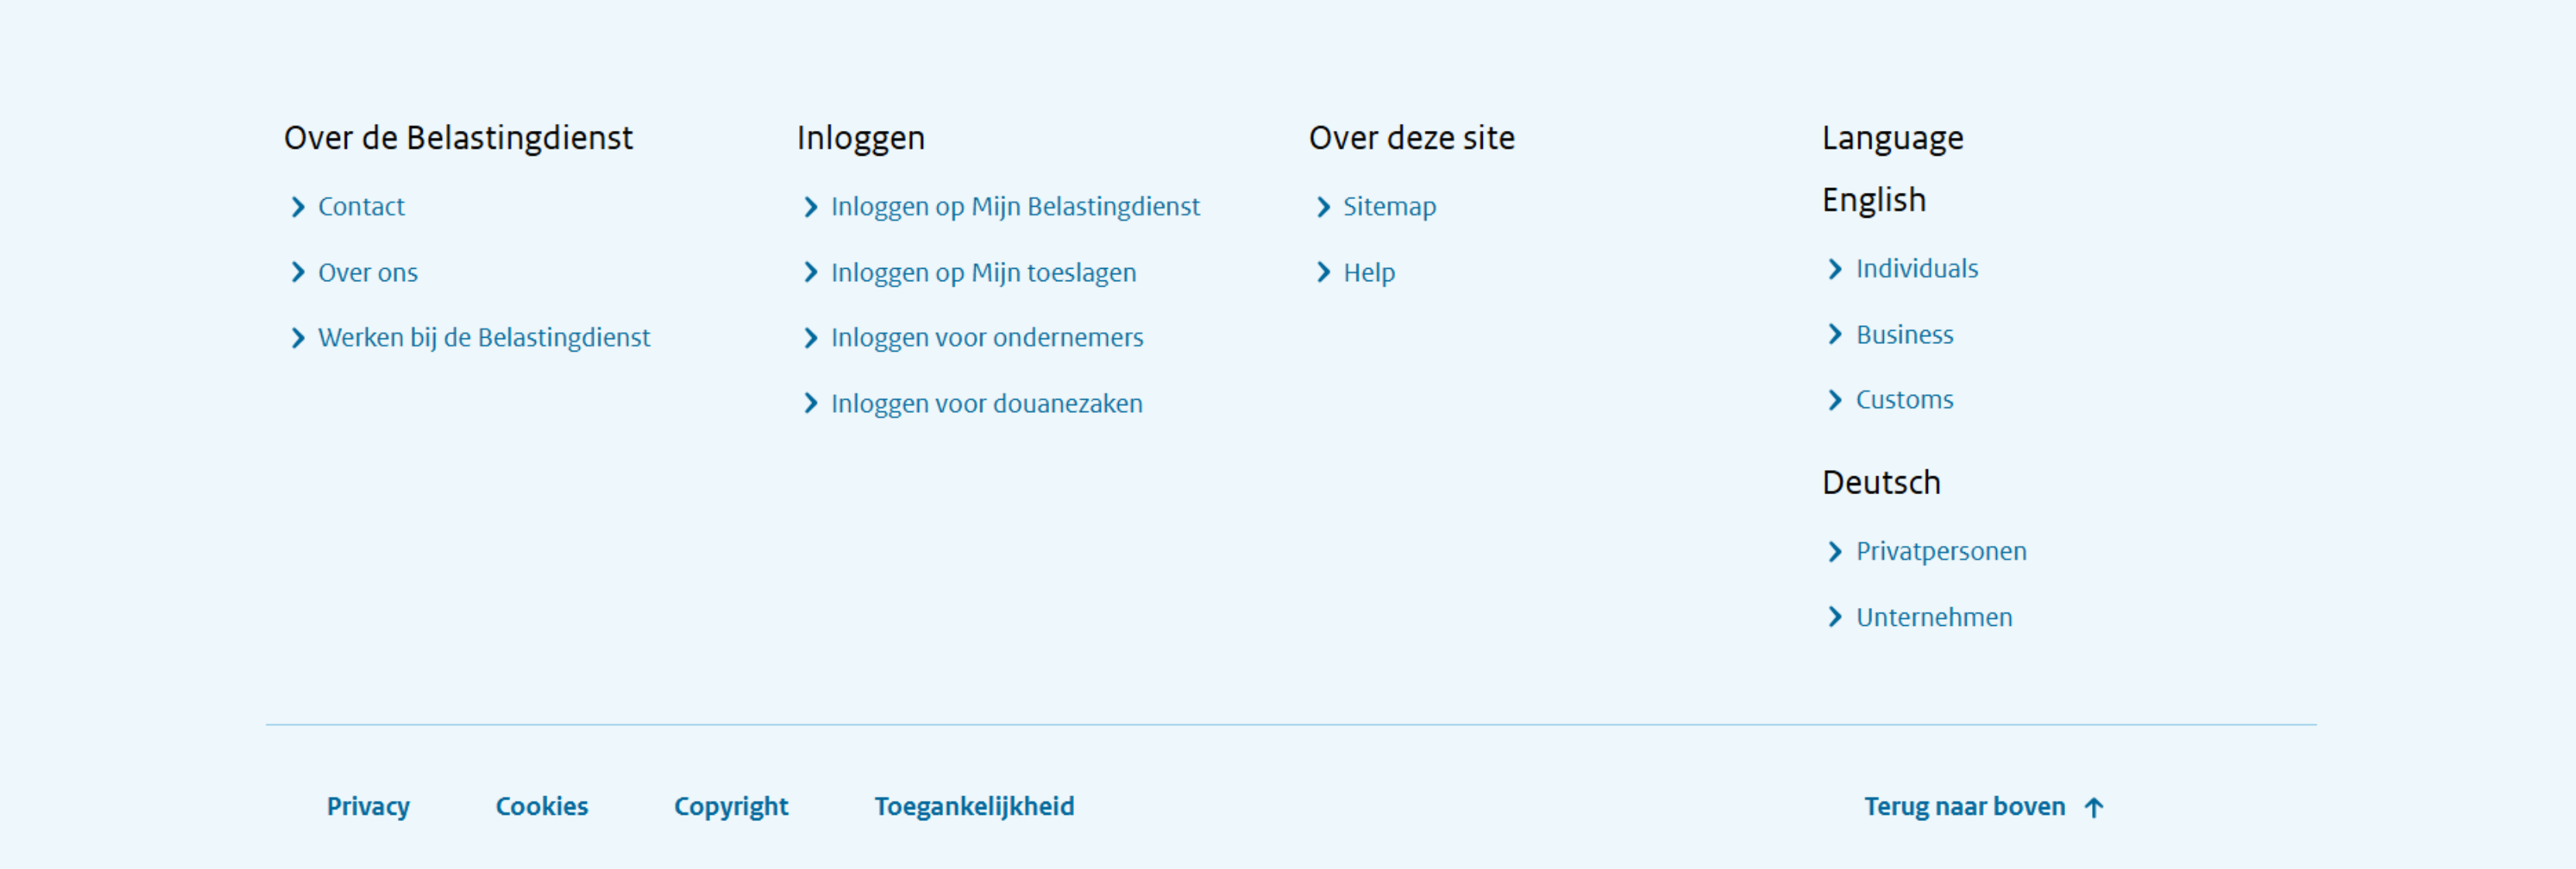 Over de Belastingdienst
Contact
Over ons
Werken bij de Belastingdienst
Inloggen
Inloggen op Mijn Belastingdienst
Inloggen op Mijn toeslagen
Inloggen voor ondernemers
Inloggen voor douanezaken
Over deze site
Sitemap
Help
Language
English
Individuals
Business
Customs
Deutsch
Privatpersonen
Unternehmen
Privacy
Cookies
Copyright
Toegankelijkheid
Terug naar boven